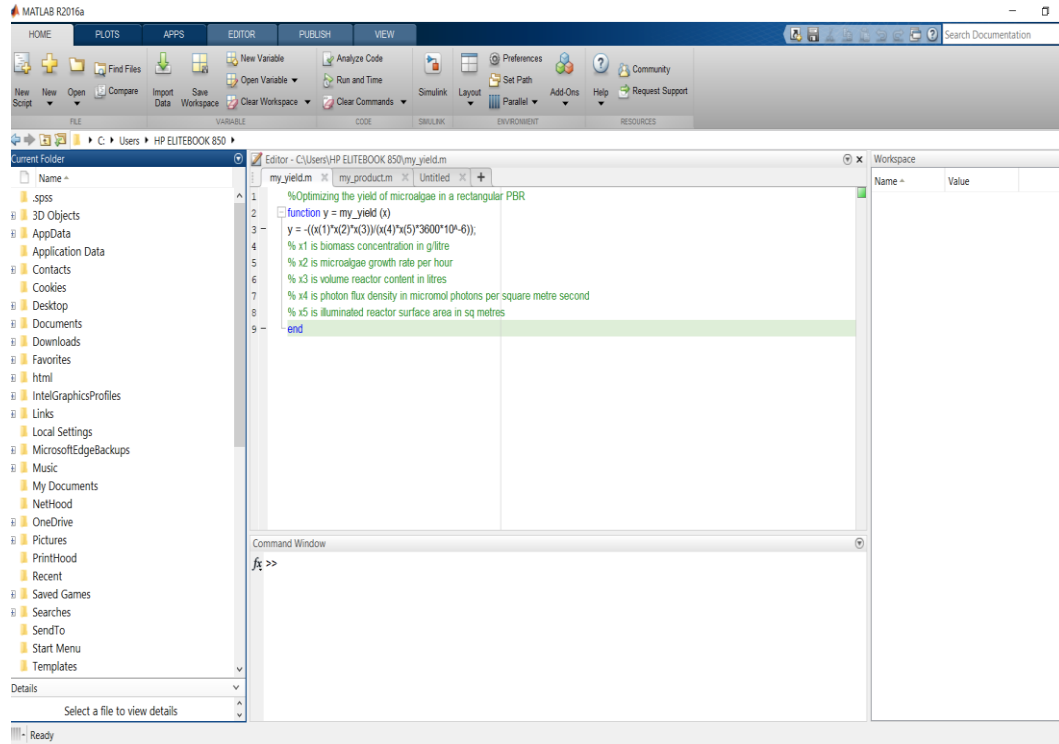 MATLAB R2016a
HOME PLOTS APPS EDITOR PUBLISH VIEW
Search Documentation
New Script
New
Open
Find Files
Compare
Import Data
Save Workspace
New Variable
Open Variable
Clear Workspace
Analyze Code
Run and Time
Clear Commands
Simulink
Layout
Preferences
Set Path
Parallel
Add-Ons
Help
Community
Request Support
FILE VARIABLE CODE SIMULINK ENVIRONMENT RESOURCES
C: Users HP ELITEBOOK 850
Current Folder
Name
.spss
3D Objects
AppData
Application Data
Contacts
Cookies
Desktop
Documents
Downloads
Favorites
html
IntelGraphicsProfiles
Links
Local Settings
MicrosoftEdgeBackups
Music
My Documents
NetHood
OneDrive
Pictures
PrintHood
Recent
Saved Games
Searches
SendTo
Start Menu
Templates
Details
Select a file to view details
Editor - C:\Users\HP ELITEBOOK 850\my_yield.m
my_yield.m my_product.m Untitled
1 %Optimizing the yield of microalgae in a rectangular PBR
2 function y = my_yield (x)
3 y = -((x(1)*x(2)*x(3))/(x(4)*x(5)*3600*10^-6));
4 % x1 is biomass concentration in g/litre
5 % x2 is microalgae growth rate per hour
6 % x3 is volume reactor content in litres
7 % x4 is photon flux density in micromol photons per square metre second
8 % x5 is illuminated reactor surface area in sq metres
9 end
Command Window
fx >>
Workspace
Name Value
Ready